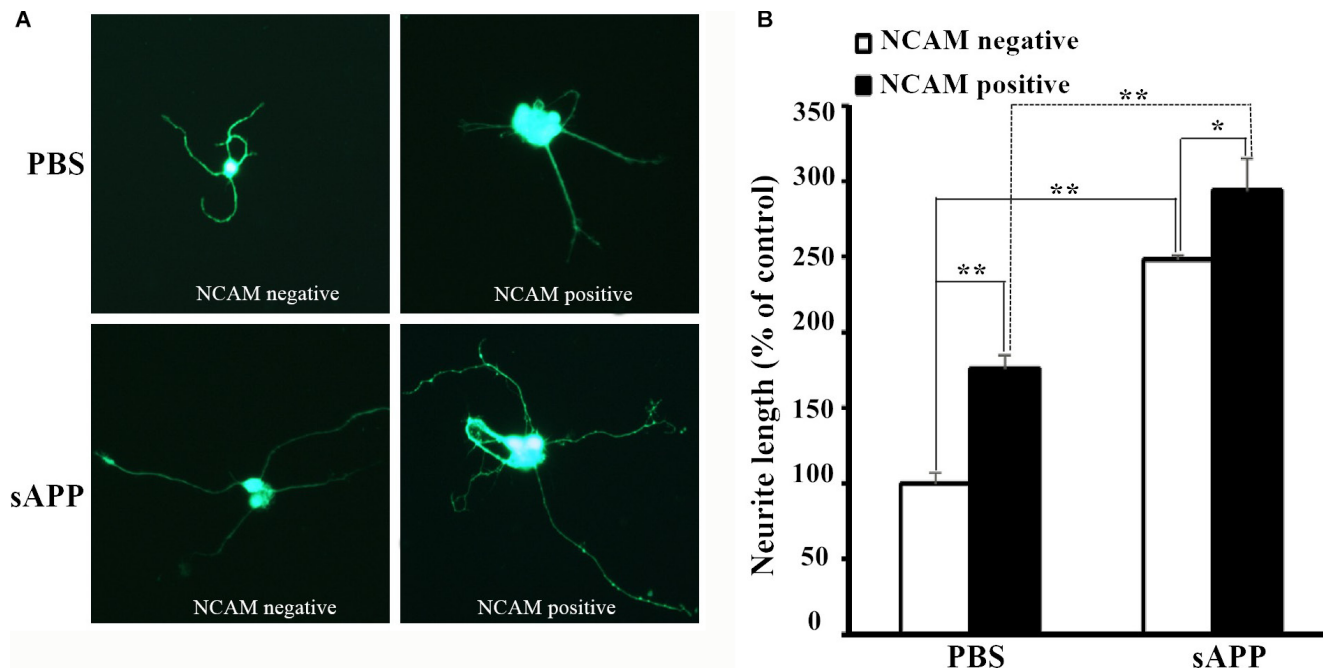 A
PBS
NCAM negative
NCAM positive
sAPP
NCAM negative
NCAM positive
B
NCAM negative
NCAM positive
Neurite length (% of control)
350
300
250
200
150
100
50
0
**
*
**
**
PBS
sAPP